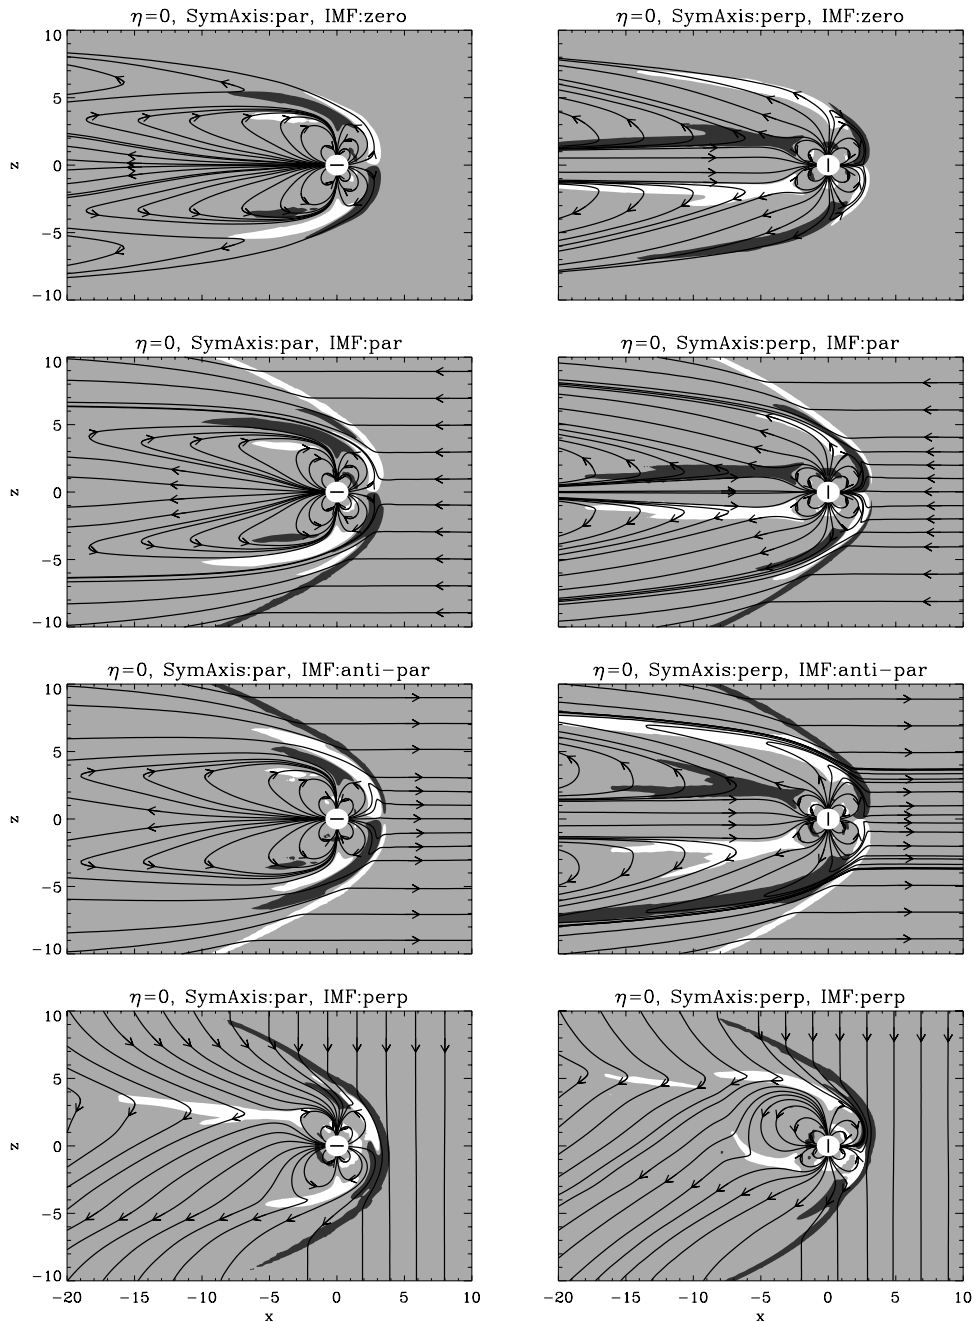 η=0, SymAxis:par, IMF:zero
η=0, SymAxis:perp, IMF:zero
10
5
0
−5
−10
z
η=0, SymAxis:par, IMF:par
η=0, SymAxis:perp, IMF:par
10
5
0
−5
−10
z
η=0, SymAxis:par, IMF:anti−par
η=0, SymAxis:perp, IMF:anti−par
10
5
0
−5
−10
z
η=0, SymAxis:par, IMF:perp
η=0, SymAxis:perp, IMF:perp
10
5
0
−5
−10
z
−20 −15 −10 −5 0 5 10
−20 −15 −10 −5 0 5 10
x
x